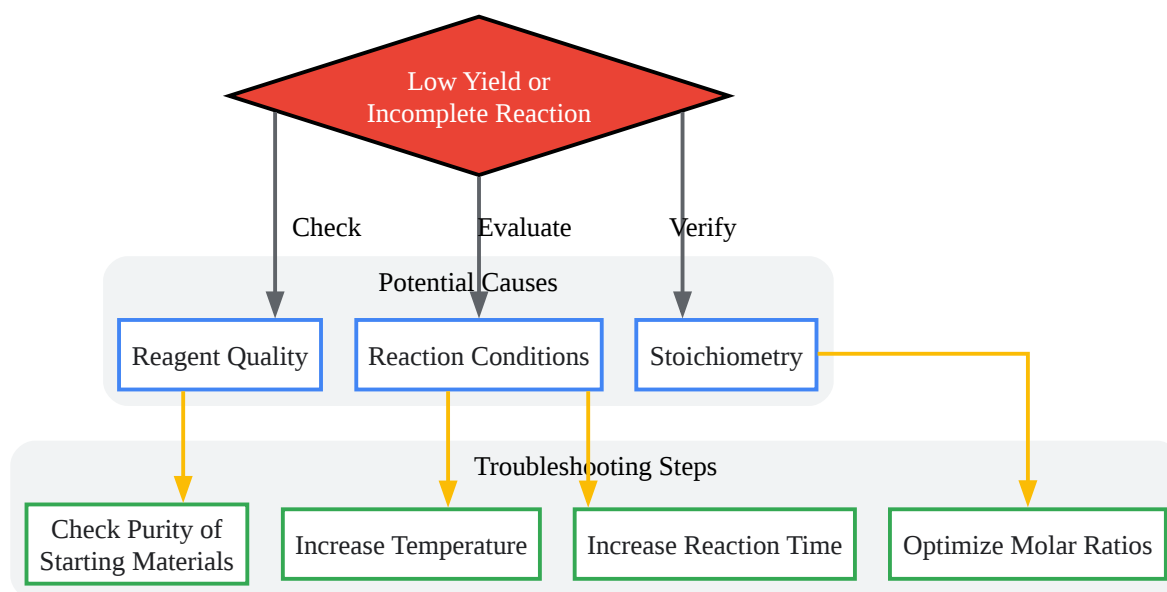 Low Yield or
Incomplete Reaction
Check
Evaluate
Verify
Potential Causes
Reagent Quality
Reaction Conditions
Stoichiometry
Troubleshooting Steps
Check Purity of
Starting Materials
Increase Temperature
Increase Reaction Time
Optimize Molar Ratios